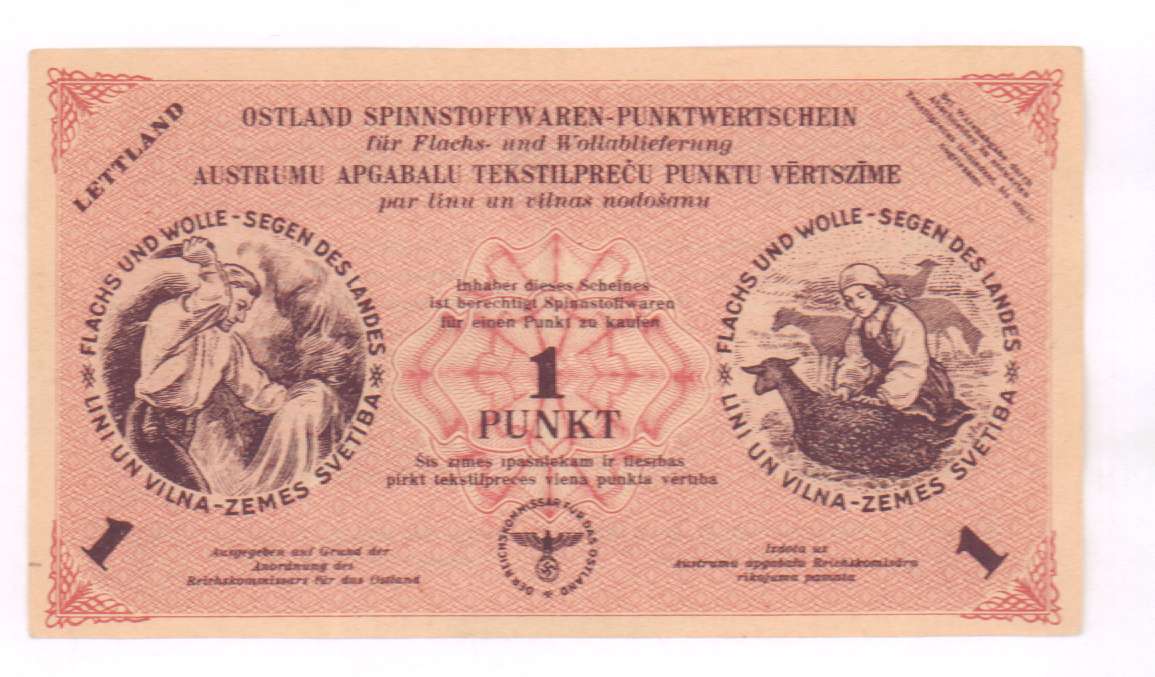 LETTLAND
OSTLAND SPINNSTOFFWAREN-PUNKTWERTSCHEIN
für Flachs- und Wollablieferung
AUSTRUMU APGABALU TEKSTILPREČU PUNKTU VĒRTSZĪME
par linu un vilnas nodošanu
FLACHS UND WOLLE - SEGEN DES LANDES
LINI UN VILNA-ZEMES SVĒTIBA
Inhaber dieses Scheines
ist berechtigt Spinnstoffwaren
für einen Punkt zu kaufen
1
PUNKT
Šis zīmes īpašniekam ir tiesības
pirkt tekstilpreces viena punkta vērtībā
FLACHS UND WOLLE - SEGEN DES LANDES
LINI UN VILNA-ZEMES SVĒTIBA
1
Ausgegeben auf Grund der
Anordnung des
Reichskommissars für das Ostland
DER REICHSKOMMISSAR FÜR DAS OSTLAND
Izdota uz
Austrumu apgabalu Reichskomisāra
rīkojuma pamata
1